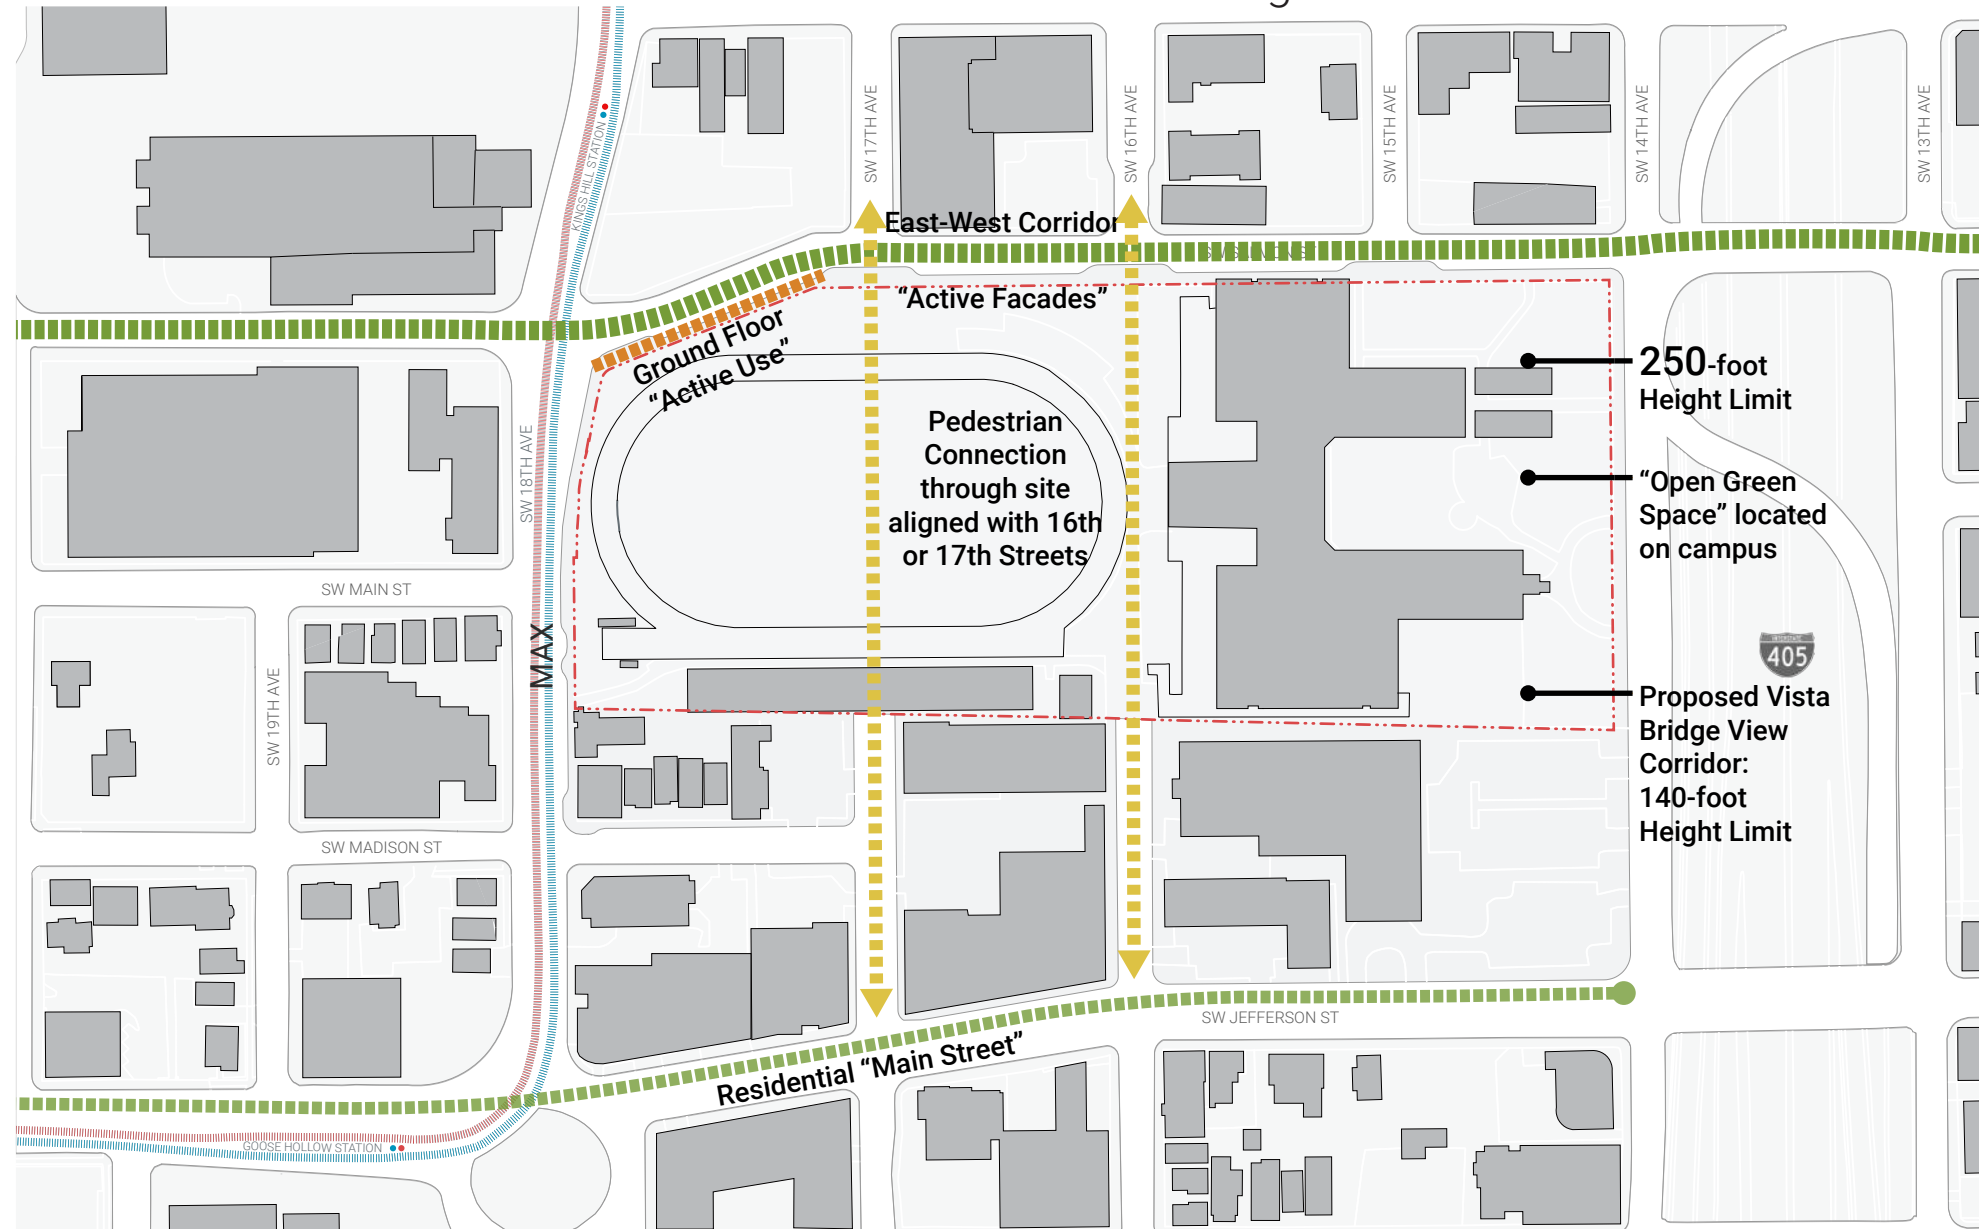 g
KINGS HILL STATION
SW 17TH AVE
SW 16TH AVE
SW 15TH AVE
SW 14TH AVE
SW 13TH AVE
East-West Corridor
“Active Facades”
Ground Floor
“Active Use”
250-foot
Height Limit
Pedestrian
Connection
through site
aligned with 16th
or 17th Streets
“Open Green
Space” located
on campus
SW 18TH AVE
SW MAIN ST
MAX
405
SW 19TH AVE
Proposed Vista
Bridge View
Corridor:
140-foot
Height Limit
SW MADISON ST
SW JEFFERSON ST
Residential “Main Street”
GOOSE HOLLOW STATION